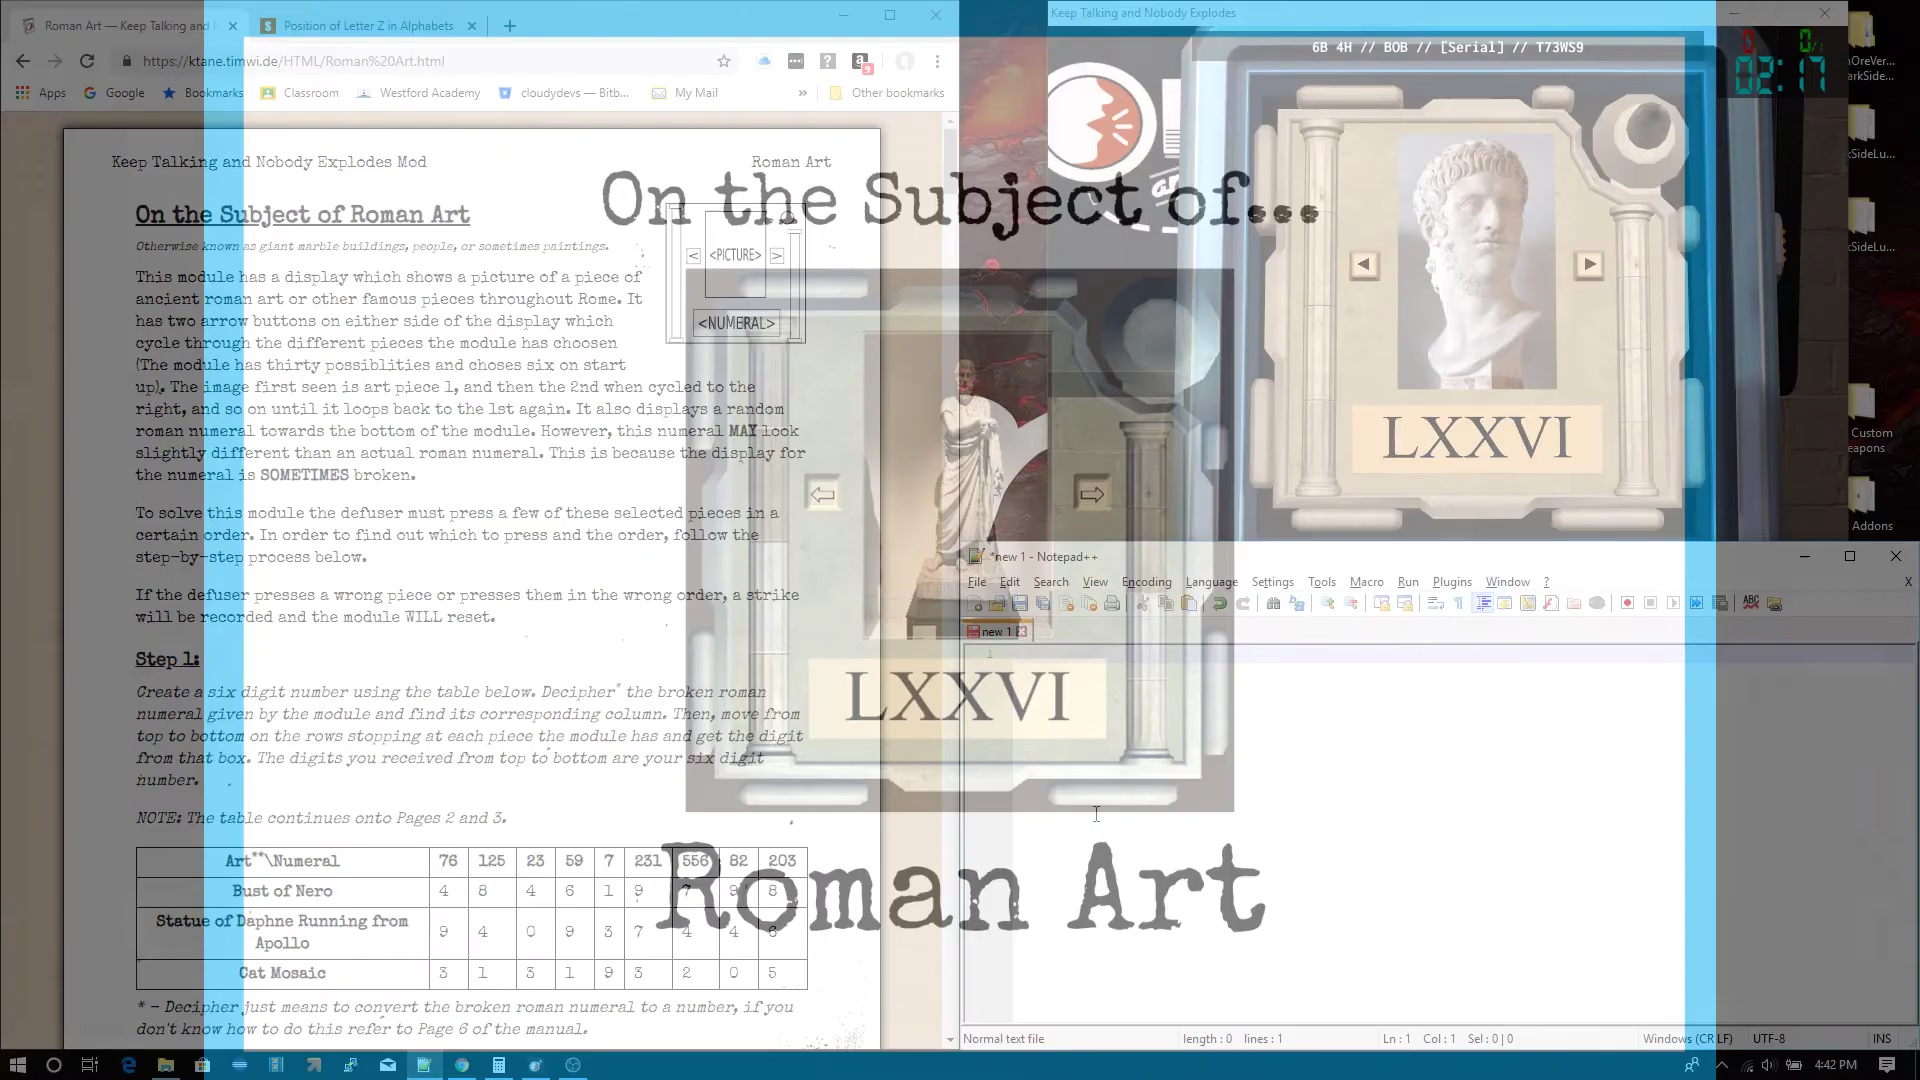 Roman Art — Keep Talking and
Position of Letter Z in Alphabets
https://ktane.timwi.de/HTML/Roman%20Art.html
Apps
Google
Bookmarks
Classroom
Westford Academy
cloudydevs — Bitb...
My Mail
»
Other bookmarks
Keep Talking and Nobody Explodes Mod
Roman Art
On the Subject of Roman Art
Otherwise known as giant marble buildings, people, or sometimes paintings.
This module has a display which shows a picture of a piece of
ancient roman art or other famous pieces throughout Rome. It
has two arrow buttons on either side of the display which
cycle through the different pieces the module has choosen
(The module has thirty possiblities and choses six on start
up). The image first seen is art piece 1, and then the 2nd when cycled to the
right, and so on until it loops back to the 1st again. It also displays a random
roman numeral towards the bottom of the module. However, this numeral MAY look
slightly different than an actual roman numeral. This is because the display for
the numeral is SOMETIMES broken.
<PICTURE>
<NUMERAL>
To solve this module the defuser must press a few of these selected pieces in a
certain order. In order to find out which to press and the order, follow the
step-by-step process below.
If the defuser presses a wrong piece or presses them in the wrong order, a strike
will be recorded and the module WILL reset.
Step 1:
Create a six digit number using the table below. Decipher* the broken roman
numeral given by the module and find its corresponding column. Then, move from
top to bottom on the rows stopping at each piece the module has and get the digit
from that box. The digits you received from top to bottom are your six digit
number.
NOTE: The table continues onto Pages 2 and 3.
Art**\Numeral 76 125 23 59 7 231 556 82 203
Bust of Nero 4 8 4 6 1 9 7 9 8
Statue of Daphne Running from
Apollo 9 4 0 9 3 7 4 4 6
Cat Mosaic 3 1 3 1 9 3 2 0 5
* - Decipher just means to convert the broken roman numeral to a number, if you
don't know how to do this refer to Page 6 of the manual.
On the Subject of...
LXXVI
Roman Art
Keep Talking and Nobody Explodes
6B 4H // BOB // [Serial] // T73WS9
02:17
LXXVI
*new 1 - Notepad++
File Edit Search View Encoding Language Settings Tools Macro Run Plugins Window ?
X
new 1
1
Normal text file
length : 0 lines : 1
Ln : 1 Col : 1 Sel : 0 | 0
Windows (CR LF)
UTF-8
INS
4:42 PM
OreVer...
arkSide...
kSideLu...
kSideLu...
Custom
eapons
Addons